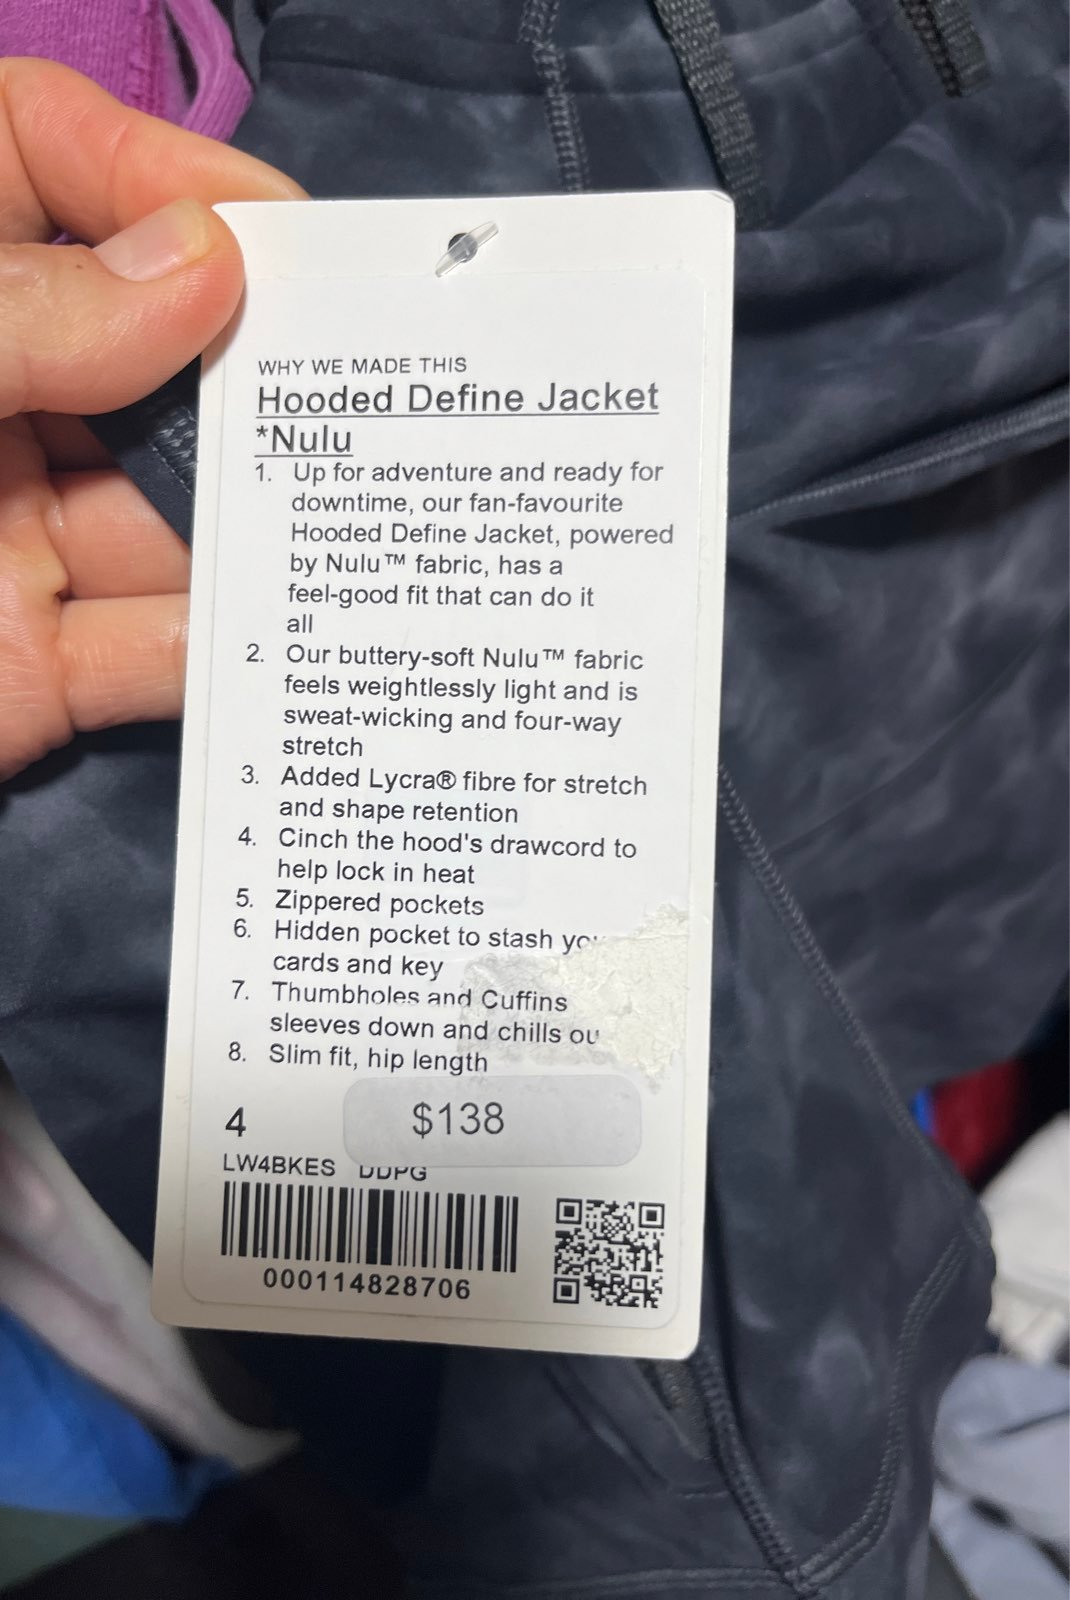 WHY WE MADE THIS
Hooded Define Jacket
*Nulu
1. Up for adventure and ready for
downtime, our fan-favourite
Hooded Define Jacket, powered
by Nulu™ fabric, has a
feel-good fit that can do it
all
2. Our buttery-soft Nulu™ fabric
feels weightlessly light and is
sweat-wicking and four-way
stretch
3. Added Lycra® fibre for stretch
and shape retention
4. Cinch the hood's drawcord to
help lock in heat
5. Zippered pockets
6. Hidden pocket to stash
cards and key
7. Thumbholes and Cuffins
sleeves down and chills
8. Slim fit, hip length
4
$138
LW4BKES DDPG
000114828706